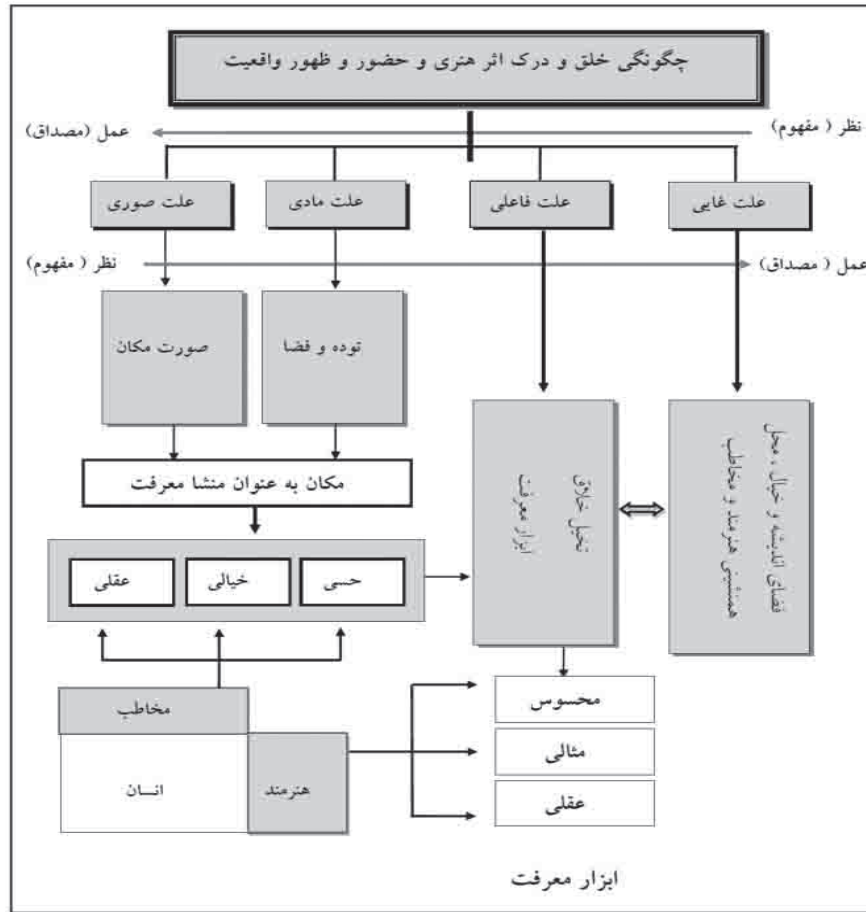 چگونگی خلق و درک اثر هنری و حضور و ظهور واقعیت
نظر ( مفهوم)
عمل (مصداق)
علت غایی
علت فاعلی
علت مادی
علت صوری
عمل ( مصداق)
نظر ( مفهوم)
توده و فضا
صورت مکان
فضای اندیشه و خیال ، محل
همنشینی هنرمند و مخاطب
تخیل خلاق
ابزار معرفت
مکان به عنوان منشا معرفت
حسی
خیالی
عقلی
مخاطب
انسان
هنرمند
محسوس
مثالی
عقلی
ابزار معرفت